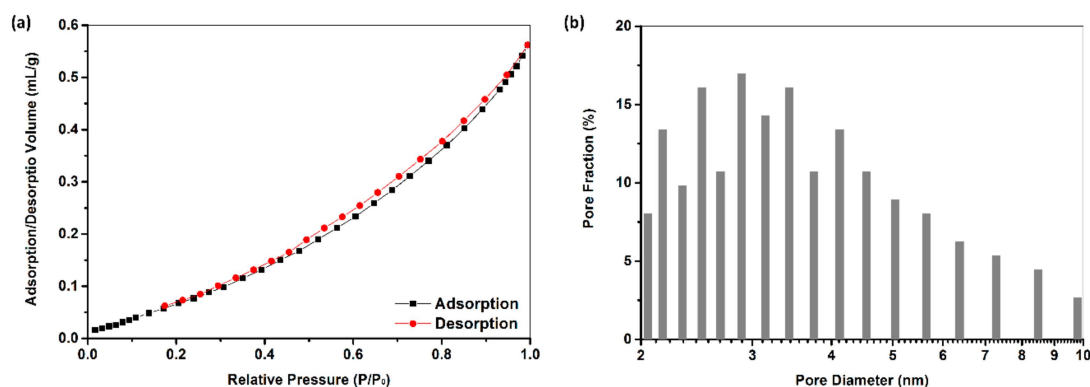 (a)
Adsorption/Desorptio Volume (mL/g)
0.6
0.5
0.4
0.3
0.2
0.1
0.0
Adsorption
Desorption
0.0 0.2 0.4 0.6 0.8 1.0
Relative Pressure (P/P₀)
(b)
Pore Fraction (%)
20
15
10
5
0
2 3 4 5 6 7 8 9 10
Pore Diameter (nm)